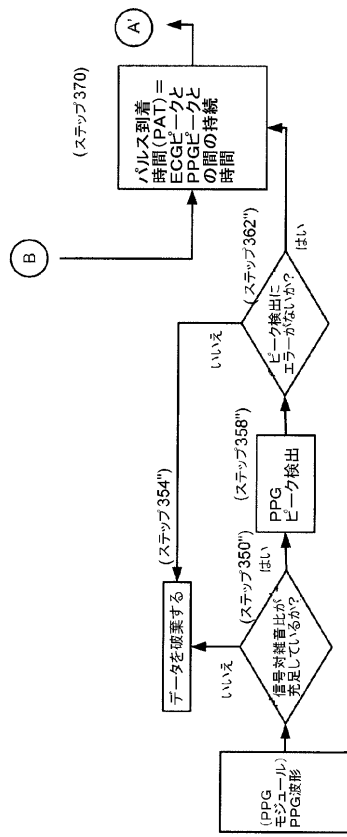 (PPG
モジュール)
PPG波形
信号対雑音比が
充足しているか?
(ステップ350")
いいえ
はい
データを破棄する
(ステップ354")
PPG
ピーク検出
(ステップ358")
ピーク検出に
エラーがないか?
(ステップ362")
いいえ
はい
B
パルス到着
時間(PAT)=
ECGピークと
PPGピークと
の間の持続
時間
(ステップ370)
A'